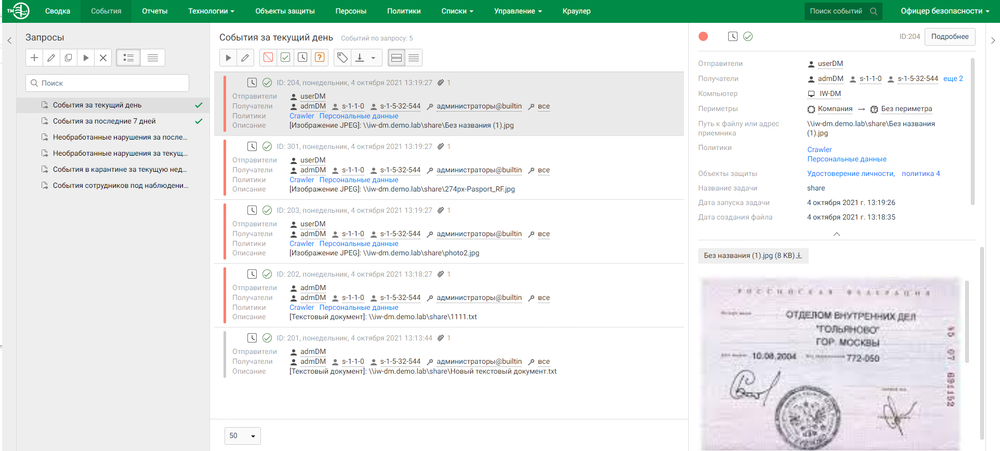 ТМ
Сводка
События
Отчеты
Технологии
Объекты защиты
Персоны
Политики
Списки
Управление
Краулер
Поиск событий
Офицер безопасности
Запросы
Поиск
События за текущий день
События за последние 7 дней
Необработанные нарушения за после...
Необработанные нарушения за текущ...
События в карантине за текущую нед...
События сотрудников под наблюдени...
События за текущий день Событий по запросу: 5
ID: 204, понедельник, 4 октября 2021 13:19:27 1
Отправители userDM
Получатели admDM s-1-1-0 s-1-5-32-544 администраторы@builtin все
Политики Crawler Персональные данные
Описание [Изображение JPEG]: \\iw-dm.demo.lab\share\Без названия (1).jpg
ID: 301, понедельник, 4 октября 2021 13:19:27 1
Отправители userDM
Получатели admDM s-1-1-0 s-1-5-32-544 администраторы@builtin все
Политики Crawler Персональные данные
Описание [Изображение JPEG]: \\iw-dm.demo.lab\share\274px-Pasport_RF.jpg
ID: 203, понедельник, 4 октября 2021 13:19:27 1
Отправители userDM
Получатели admDM s-1-1-0 s-1-5-32-544 администраторы@builtin все
Политики Crawler Персональные данные
Описание [Изображение JPEG]: \\iw-dm.demo.lab\share\photo2.jpg
ID: 202, понедельник, 4 октября 2021 13:18:27 1
Отправители admDM
Получатели admDM s-1-1-0 s-1-5-32-544 администраторы@builtin все
Политики Crawler Персональные данные
Описание [Текстовый документ]: \\iw-dm.demo.lab\share\1111.txt
ID: 201, понедельник, 4 октября 2021 13:13:44 1
Отправители admDM
Получатели admDM s-1-1-0 s-1-5-32-544 администраторы@builtin все
Описание [Текстовый документ]: \\iw-dm.demo.lab\share\Новый текстовый документ.txt
50
ID:204 Подробнее
Отправители userDM
Получатели admDM s-1-1-0 s-1-5-32-544 еще 2
Компьютер IW-DM
Периметры Компания → Без периметра
Путь к файлу или адрес приемника \\iw-dm.demo.lab\share\Без названия
(1).jpg
Политики Crawler
Персональные данные
Объекты защиты Удостоверение личности, политика 4
Название задачи share
Дата запуска задачи 4 октября 2021 г. 13:19:26
Дата создания файла 4 октября 2021 г. 13:18:35
Без названия (1).jpg (8 KB)
РОССИЙСКАЯ ФЕДЕРАЦИЯ
ОТДЕЛОМ ВНУТРЕННИХ ДЕЛ
"ГОЛЬЯНОВО"
ГОР. МОСКВЫ
10.08.2004 772-050